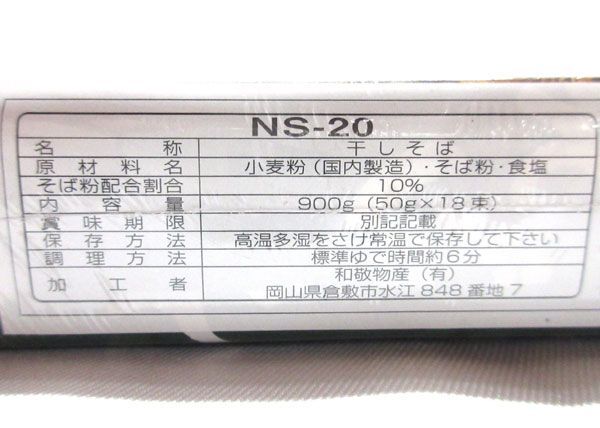 NS-20
名称 干しそば
原材料名 小麦粉(国内製造)・そば粉・食塩
そば粉配合割合 10%
内容量 900g(50g×18束)
賞味期限 別記記載
保存方法 高温多湿をさけ常温で保存して下さい
調理方法 標準ゆで時間約6分
加工者 和敬物産(有)
岡山県倉敷市水江848番地7